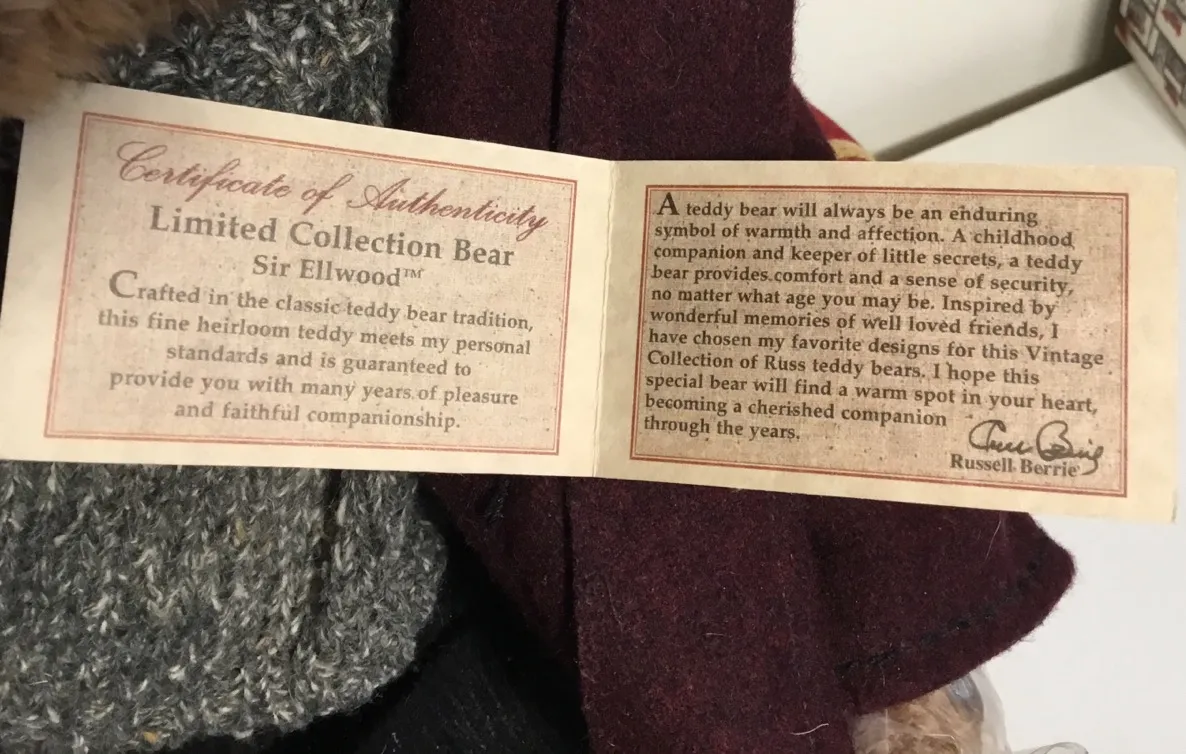 Certificate of Authenticity
Limited Collection Bear
Sir Ellwood™
Crafted in the classic teddy bear tradition,
this fine heirloom teddy meets my personal
standards and is guaranteed to
provide you with many years of pleasure
and faithful companionship.
A teddy bear will always be an enduring
symbol of warmth and affection. A childhood
companion and keeper of little secrets, a teddy
bear provides comfort and a sense of security,
no matter what age you may be. Inspired by
wonderful memories of well loved friends, I
have chosen my favorite designs for this Vintage
Collection of Russ teddy bears. I hope this
special bear will find a warm spot in your heart,
becoming a cherished companion
through the years.
Russ Berrie
Russell Berrie